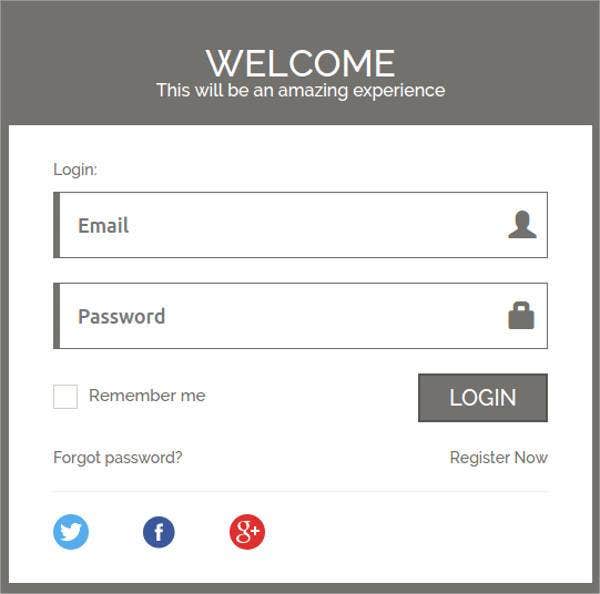 WELCOME
This will be an amazing experience
Login:
Email
Password
Remember me
LOGIN
Forgot password?
Register Now
f
g+